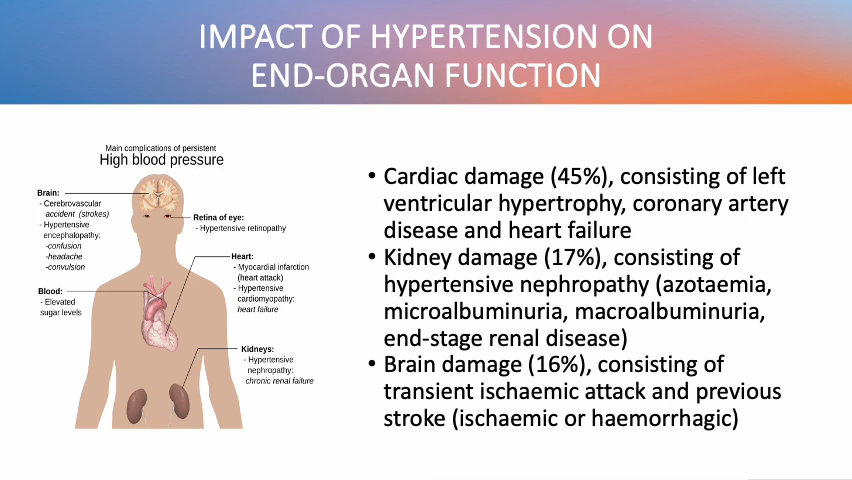 IMPACT OF HYPERTENSION ON
END-ORGAN FUNCTION
Main complications of persistent
High blood pressure
Brain:
- Cerebrovascular
accident (strokes)
- Hypertensive
encephalopathy:
-confusion
-headache
-convulsion
Retina of eye:
- Hypertensive retinopathy
Heart:
- Myocardial infarction
(heart attack)
- Hypertensive
cardiomyopathy:
heart failure
Blood:
- Elevated
sugar levels
Kidneys:
- Hypertensive
nephropathy:
chronic renal failure
• Cardiac damage (45%), consisting of left
ventricular hypertrophy, coronary artery
disease and heart failure
• Kidney damage (17%), consisting of
hypertensive nephropathy (azotaemia,
microalbuminuria, macroalbuminuria,
end-stage renal disease)
• Brain damage (16%), consisting of
transient ischaemic attack and previous
stroke (ischaemic or haemorrhagic)